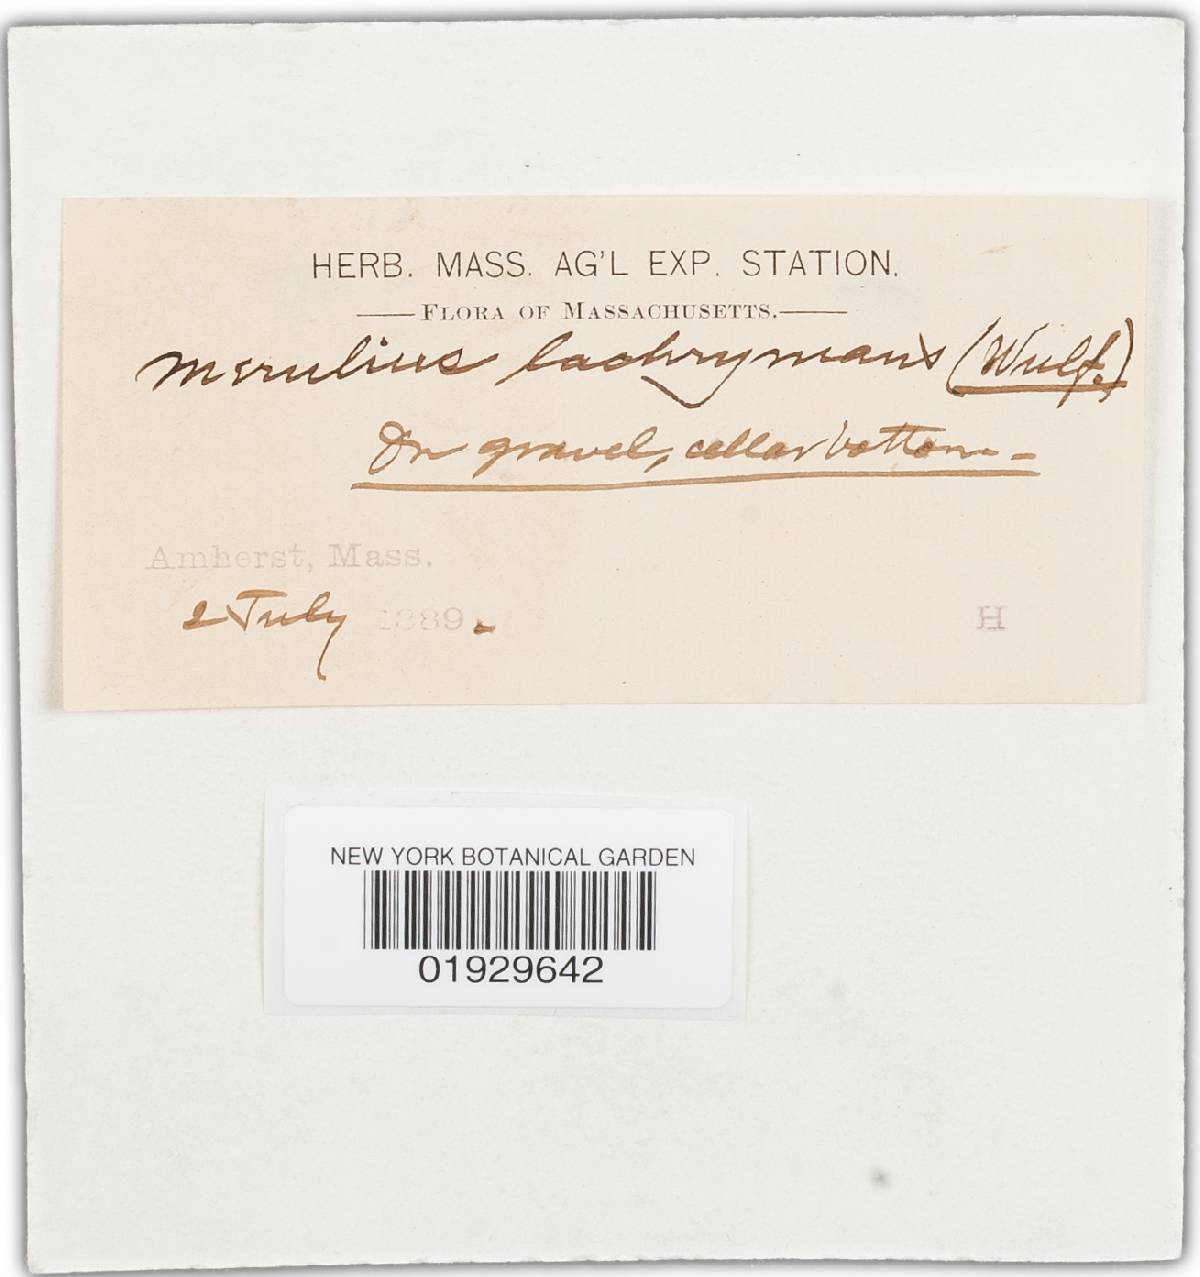 HERB. MASS. AG'L EXP. STATION.
FLORA OF MASSACHUSETTS.
Merulius lachrymans (Wulf.)
On gravel, cellar bottom -
Amherst, Mass.
2 July 1889.
H
NEW YORK BOTANICAL GARDEN
01929642